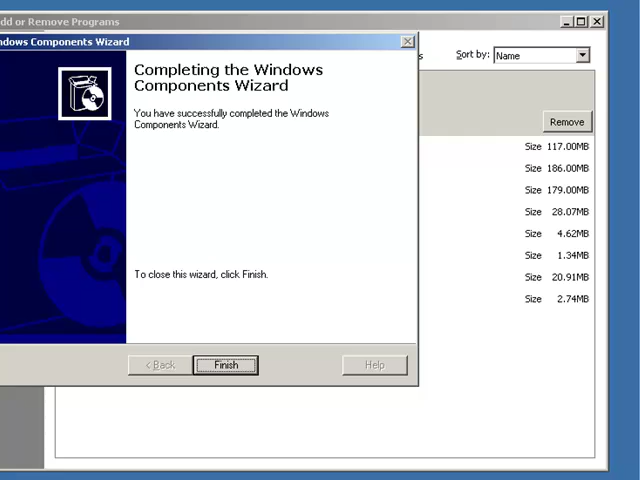 dd or Remove Programs
ndows Components Wizard
s
Sort by: Name
Completing the Windows
Components Wizard
You have successfully completed the Windows
Components Wizard.
Remove
Size 117.00MB
Size 186.00MB
Size 179.00MB
Size 28.07MB
Size 4.62MB
Size 1.34MB
Size 20.91MB
Size 2.74MB
To close this wizard, click Finish.
< Back
Finish
Help